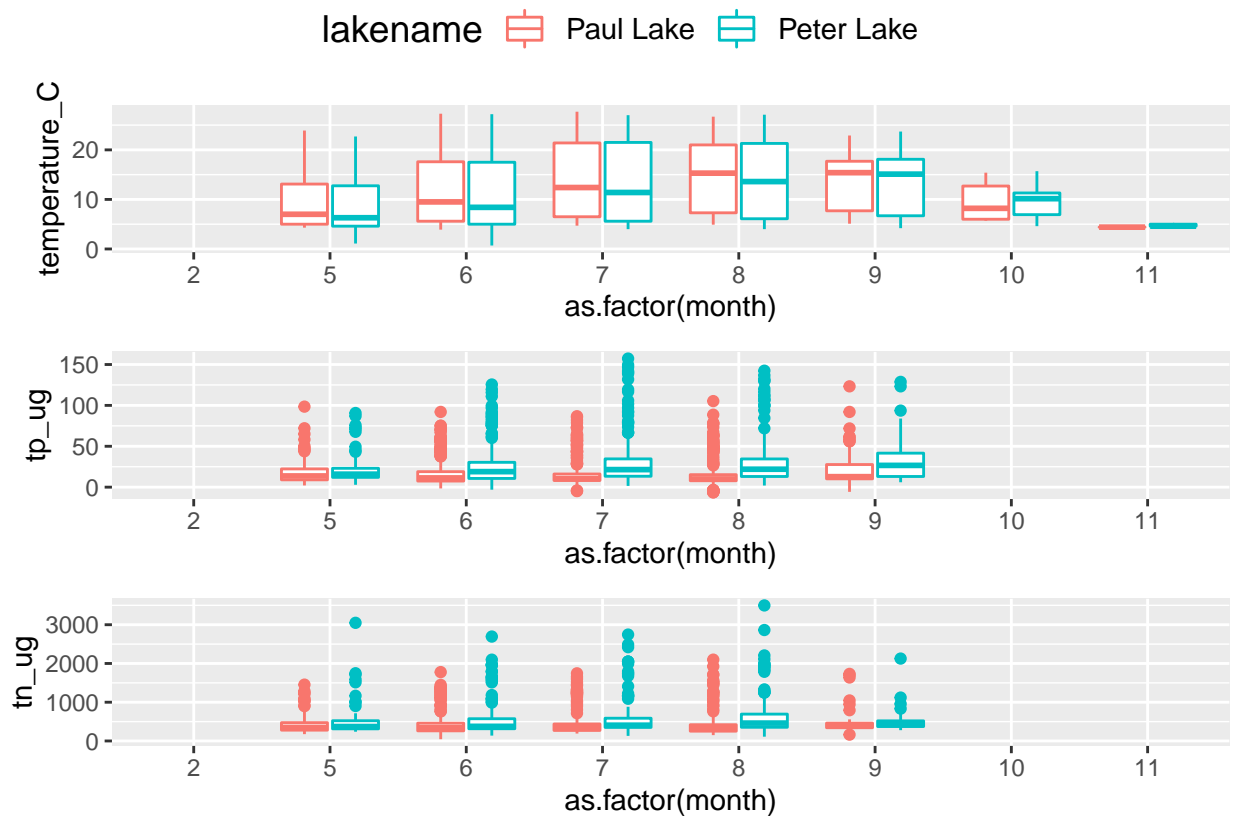 lakename Paul Lake Peter Lake
temperature_C
20
10
0
2 5 6 7 8 9 10 11
as.factor(month)
tp_ug
150
100
50
0
2 5 6 7 8 9 10 11
as.factor(month)
tn_ug
3000
2000
1000
0
2 5 6 7 8 9 10 11
as.factor(month)